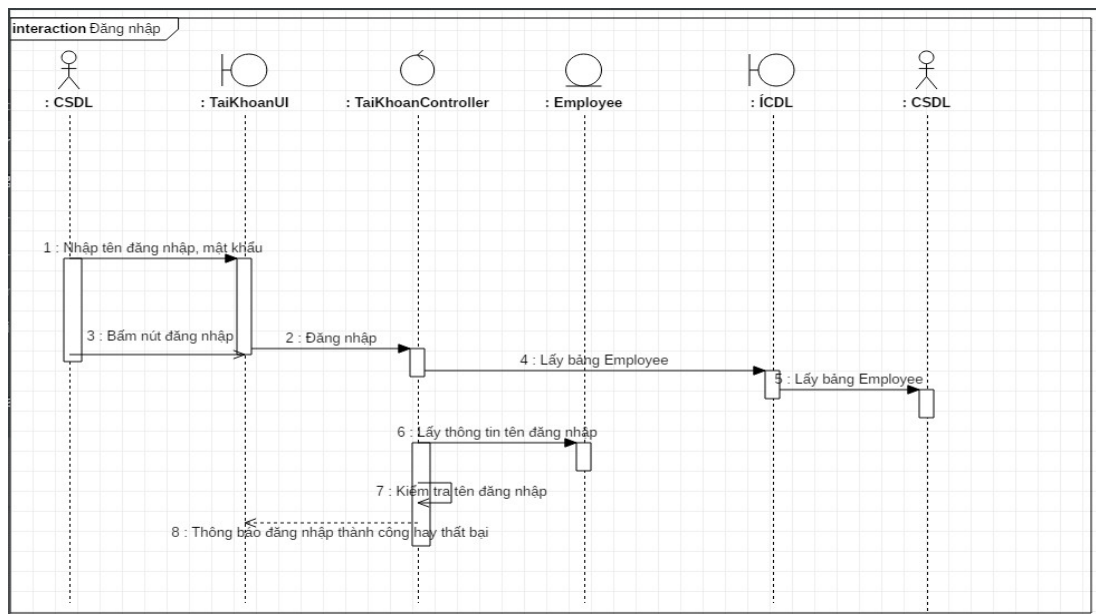 interaction Đăng nhập
: CSDL
: TaiKhoanUI
: TaiKhoanController
: Employee
: ÍCDL
: CSDL
1 : Nhập tên đăng nhập, mật khẩu
3 : Bấm nút đăng nhập
2 : Đăng nhập
4 : Lấy bảng Employee
5 : Lấy bảng Employee
6 : Lấy thông tin tên đăng nhập
7 : Kiểm tra tên đăng nhập
8 : Thông báo đăng nhập thành công hay thất bại